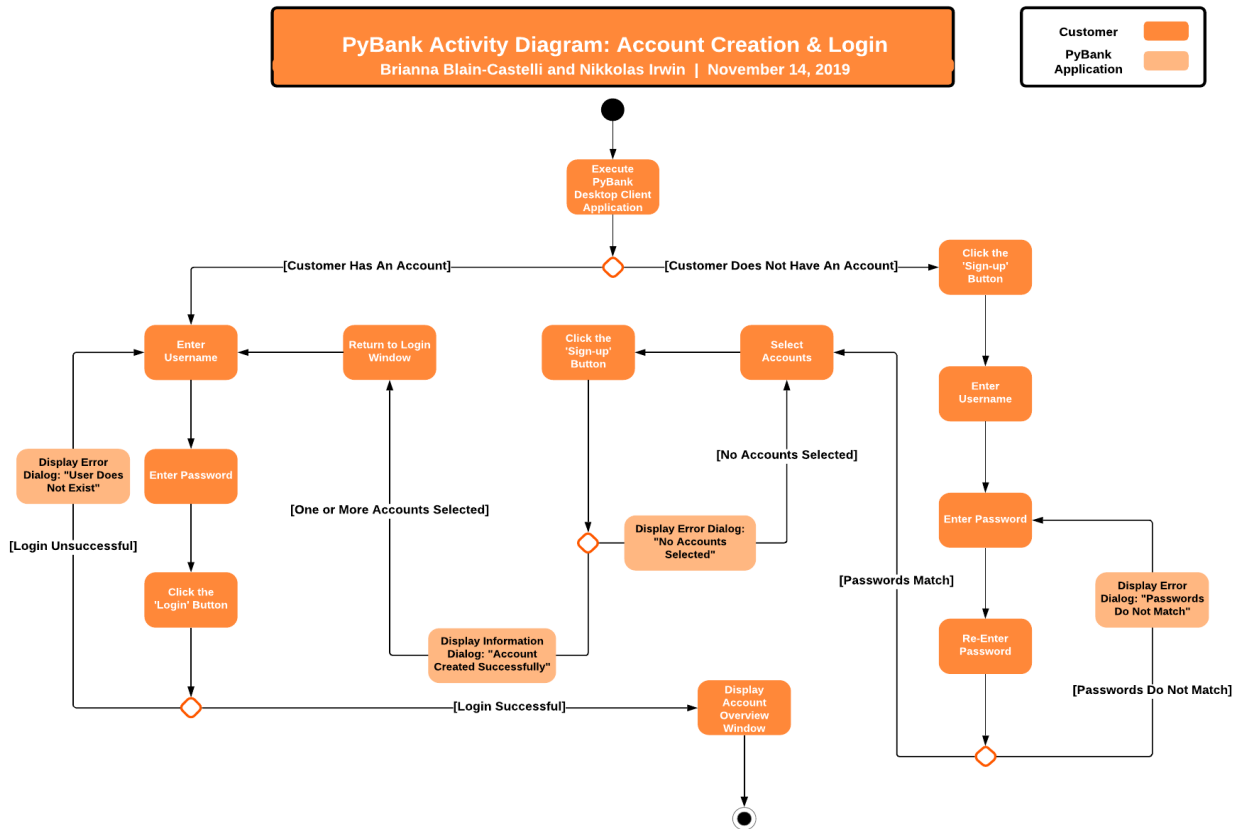 PyBank Activity Diagram: Account Creation & Login
Brianna Blain-Castelli and Nikkolas Irwin | November 14, 2019
Customer
PyBank
Application
Execute
PyBank
Desktop Client
Application
[Customer Has An Account]
[Customer Does Not Have An Account]
Click the
'Sign-up'
Button
Enter
Username
Return to Login
Window
Click the
'Sign-up'
Button
Select
Accounts
Enter
Username
Display Error
Dialog: "User Does
Not Exist"
Enter Password
[No Accounts Selected]
[One or More Accounts Selected]
Display Error Dialog:
"No Accounts
Selected"
Enter Password
[Login Unsuccessful]
Click the
'Login' Button
[Passwords Match]
Display Error
Dialog: "Passwords
Do Not Match"
Display Information
Dialog: "Account
Created Successfully"
Re-Enter
Password
[Passwords Do Not Match]
[Login Successful]
Display
Account
Overview
Window